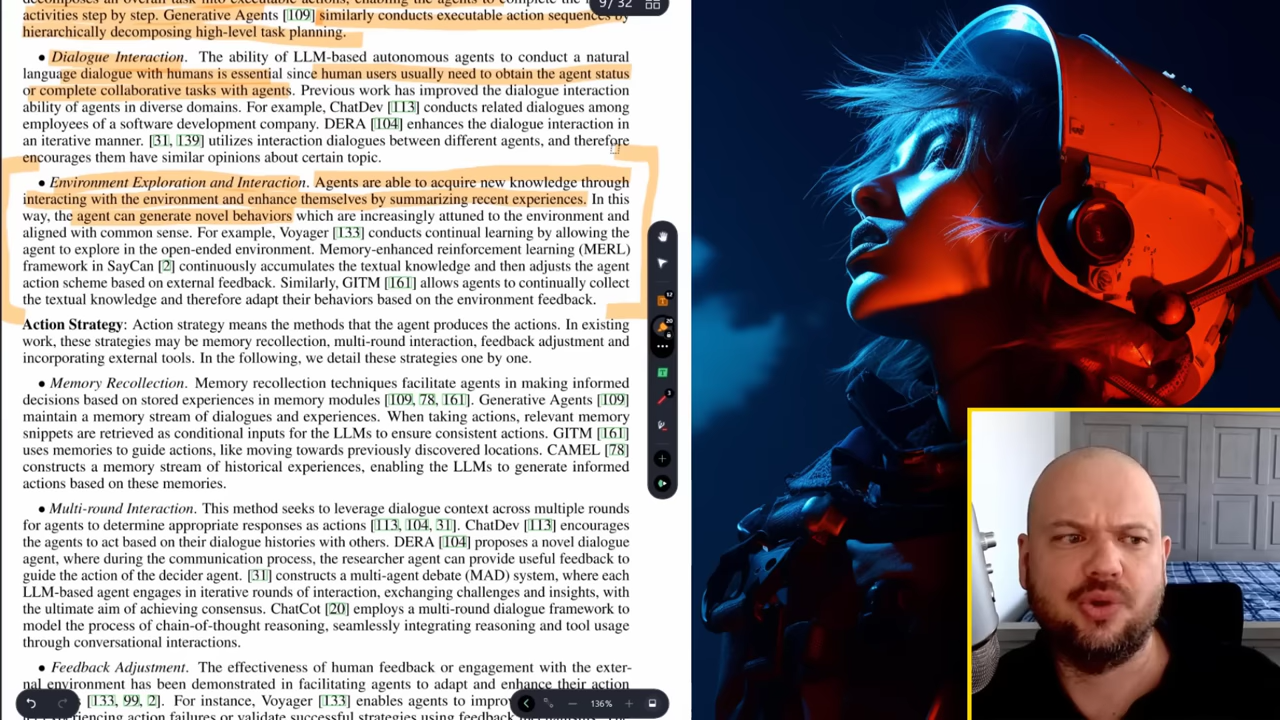 9 / 32
activities step by step. Generative Agents [109] similarly conducts executable action sequences by
hierarchically decomposing high-level task planning.
• Dialogue Interaction. The ability of LLM-based autonomous agents to conduct a natural
language dialogue with humans is essential since human users usually need to obtain the agent status
or complete collaborative tasks with agents. Previous work has improved the dialogue interaction
ability of agents in diverse domains. For example, ChatDev [113] conducts related dialogues among
employees of a software development company. DERA [104] enhances the dialogue interaction in
an iterative manner. [31, 139] utilizes interaction dialogues between different agents, and therefore
encourages them have similar opinions about certain topic.
• Environment Exploration and Interaction. Agents are able to acquire new knowledge through
interacting with the environment and enhance themselves by summarizing recent experiences. In this
way, the agent can generate novel behaviors which are increasingly attuned to the environment and
aligned with common sense. For example, Voyager [133] conducts continual learning by allowing the
agent to explore in the open-ended environment. Memory-enhanced reinforcement learning (MERL)
framework in SayCan [2] continuously accumulates the textual knowledge and then adjusts the agent
action scheme based on external feedback. Similarly, GITM [161] allows agents to continually collect
the textual knowledge and therefore adapt their behaviors based on the environment feedback.
Action Strategy: Action strategy means the methods that the agent produces the actions. In existing
work, these strategies may be memory recollection, multi-round interaction, feedback adjustment and
incorporating external tools. In the following, we detail these strategies one by one.
• Memory Recollection. Memory recollection techniques facilitate agents in making informed
decisions based on stored experiences in memory modules [109, 78, 161]. Generative Agents [109]
maintain a memory stream of dialogues and experiences. When taking actions, relevant memory
snippets are retrieved as conditional inputs for the LLMs to ensure consistent actions. GITM [161]
uses memories to guide actions, like moving towards previously discovered locations. CAMEL [78]
constructs a memory stream of historical experiences, enabling the LLMs to generate informed
actions based on these memories.
• Multi-round Interaction. This method seeks to leverage dialogue context across multiple rounds
for agents to determine appropriate responses as actions [113, 104, 31]. ChatDev [113] encourages
the agents to act based on their dialogue histories with others. DERA [104] proposes a novel dialogue
agent, where during the communication process, the researcher agent can provide useful feedback to
guide the action of the decider agent. [31] constructs a multi-agent debate (MAD) system, where each
LLM-based agent engages in iterative rounds of interaction, exchanging challenges and insights, with
the ultimate aim of achieving consensus. ChatCot [20] employs a multi-round dialogue framework to
model the process of chain-of-thought reasoning, seamlessly integrating reasoning and tool usage
through conversational interactions.
• Feedback Adjustment. The effectiveness of human feedback or engagement with the exter-
nal environment has been demonstrated in facilitating agents to adapt and enhance their action
[133, 99, 2]. For instance, Voyager [133] enables agents to
136%